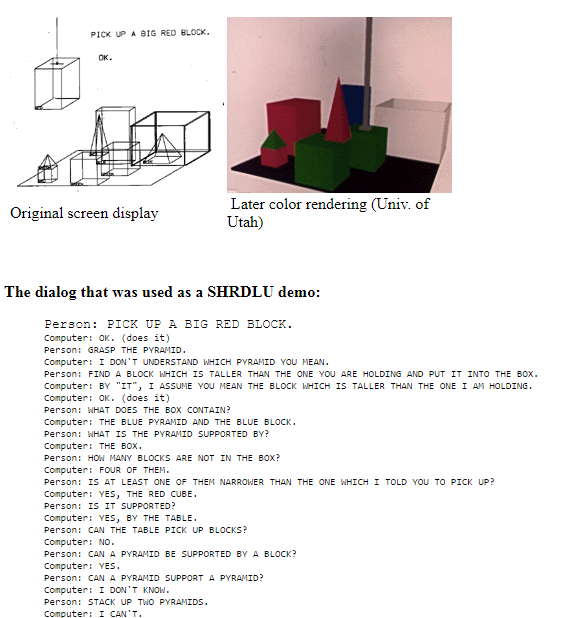 PICK UP A BIG RED BLOCK.
OK.
Original screen display
Later color rendering (Univ. of
Utah)
The dialog that was used as a SHRDLU demo:
Person: PICK UP A BIG RED BLOCK.
Computer: OK. (does it)
Person: GRASP THE PYRAMID.
Computer: I DON'T UNDERSTAND WHICH PYRAMID YOU MEAN.
Person: FIND A BLOCK WHICH IS TALLER THAN THE ONE YOU ARE HOLDING AND PUT IT INTO THE BOX.
Computer: BY "IT", I ASSUME YOU MEAN THE BLOCK WHICH IS TALLER THAN THE ONE I AM HOLDING.
Computer: OK. (does it)
Person: WHAT DOES THE BOX CONTAIN?
Computer: THE BLUE PYRAMID AND THE BLUE BLOCK.
Person: WHAT IS THE PYRAMID SUPPORTED BY?
Computer: THE BOX.
Person: HOW MANY BLOCKS ARE NOT IN THE BOX?
Computer: FOUR OF THEM.
Person: IS AT LEAST ONE OF THEM NARROWER THAN THE ONE WHICH I TOLD YOU TO PICK UP?
Computer: YES, THE RED CUBE.
Person: IS IT SUPPORTED?
Computer: YES, BY THE TABLE.
Person: CAN THE TABLE PICK UP BLOCKS?
Computer: NO.
Person: CAN A PYRAMID BE SUPPORTED BY A BLOCK?
Computer: YES.
Person: CAN A PYRAMID SUPPORT A PYRAMID?
Computer: I DON'T KNOW.
Person: STACK UP TWO PYRAMIDS.
Computer: I CAN'T.